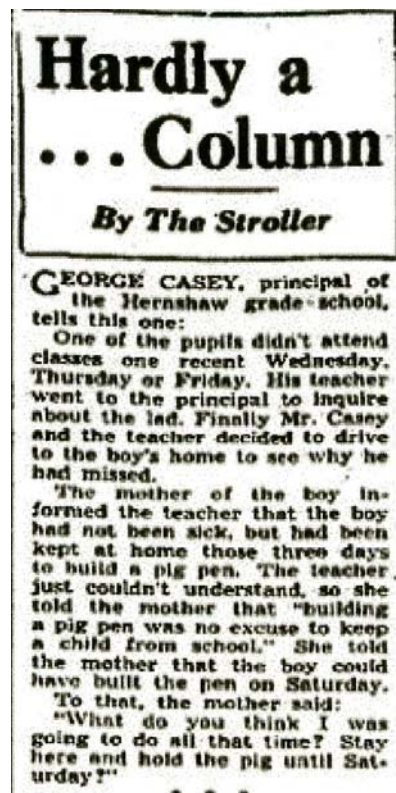 Hardly a
... Column
By The Stroller
GEORGE CASEY, principal of
the Hernshaw grade school,
tells this one:
One of the pupils didn't attend
classes one recent Wednesday,
Thursday or Friday. His teacher
went to the principal to inquire
about the lad. Finally Mr. Casey
and the teacher decided to drive
to the boy's home to see why he
had missed.
The mother of the boy in-
formed the teacher that the boy
had not been sick, but had been
kept at home those three days
to build a pig pen. The teacher
just couldn't understand, so she
told the mother that "building
a pig pen was no excuse to keep
a child from school." She told
the mother that the boy could
have built the pen on Saturday.
To that, the mother said:
"What do you think I was
going to do all that time? Stay
here and hold the pig until Sat-
urday?"